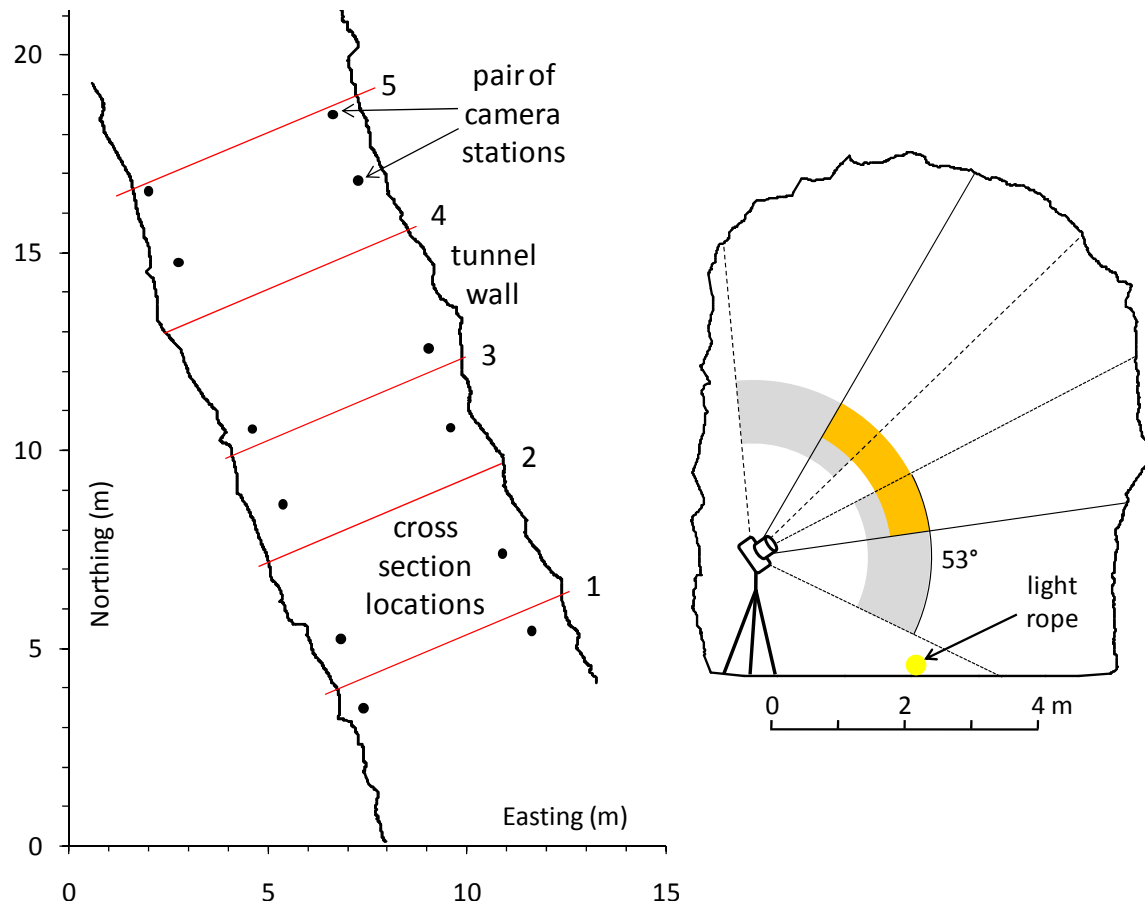 20
15
10
5
0
Northing (m)
0
5
10
15
Easting (m)
5
pair of
camera
stations
4
tunnel
wall
3
2
cross
section
locations
1
53°
light
rope
0
2
4 m